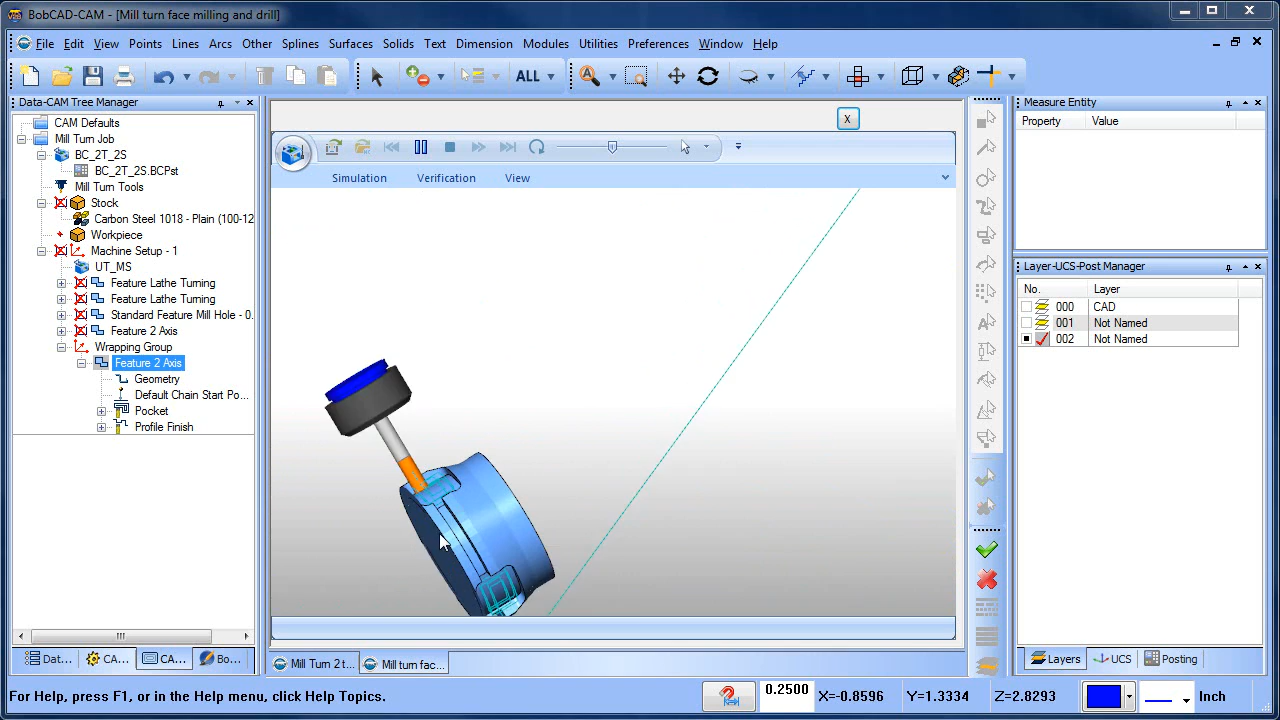 BobCAD-CAM - [Mill turn face milling and drill]
File Edit View Points Lines Arcs Other Splines Surfaces Solids Text Dimension Modules Utilities Preferences Window Help
ALL
Data-CAM Tree Manager
CAM Defaults
Mill Turn Job
BC_2T_2S
BC_2T_2S.BCPst
Mill Turn Tools
Stock
Carbon Steel 1018 - Plain (100-12
Workpiece
Machine Setup - 1
UT_MS
Feature Lathe Turning
Feature Lathe Turning
Standard Feature Mill Hole - 0.
Feature 2 Axis
Wrapping Group
Feature 2 Axis
Geometry
Default Chain Start Po...
Pocket
Profile Finish
Dat... CA... CA... Bo...
X
Simulation Verification View
Mill Turn 2 t... Mill turn fac...
Measure Entity
Property Value
Layer-UCS-Post Manager
No. Layer
000 CAD
001 Not Named
002 Not Named
Layers UCS Posting
For Help, press F1, or in the Help menu, click Help Topics.
0.2500 X=-0.8596 Y=1.3334 Z=2.8293 Inch